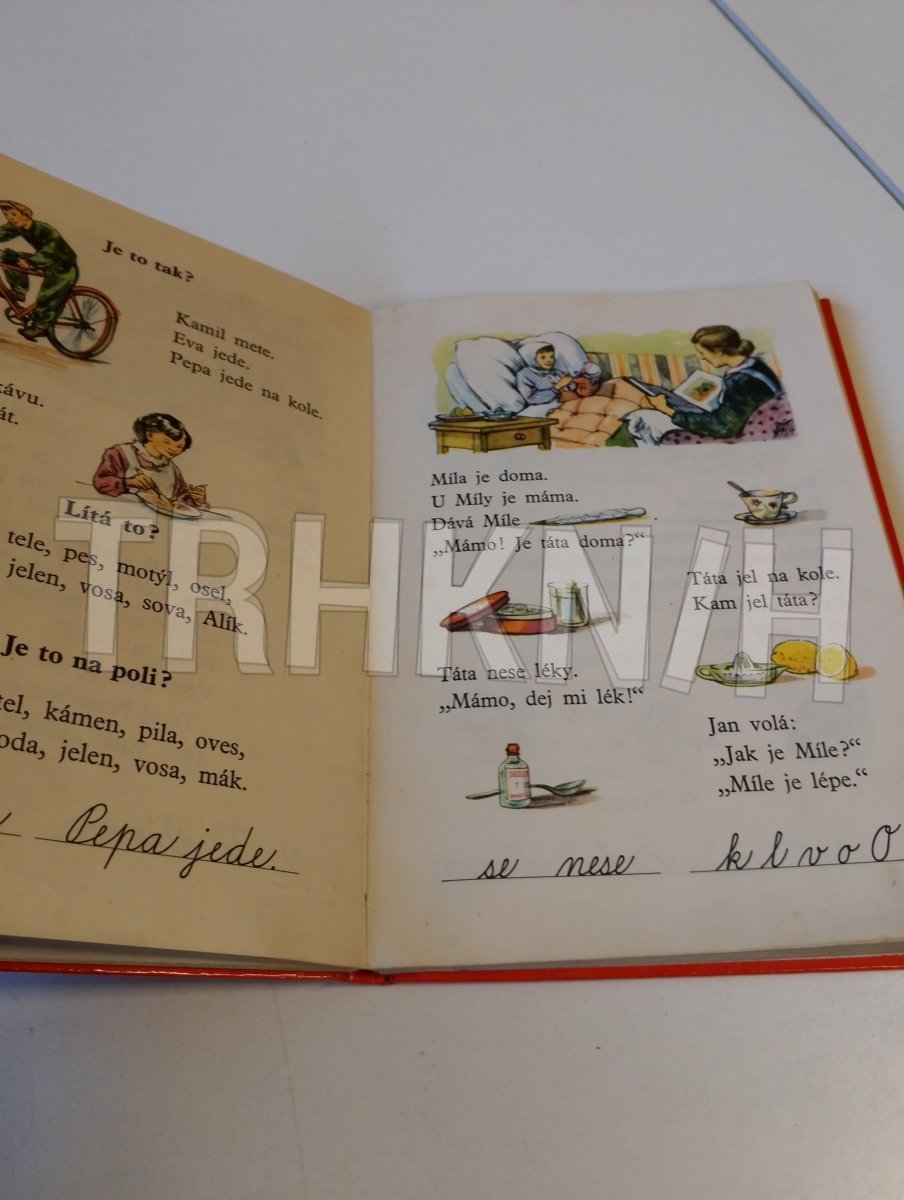 Je to tak?
Kamil mete.
Eva jede.
Pepa jede na kole.
kávu.
Lítá to?
tele, pes, motýl, osel,
jelen, vosa, sova, Alík.
Je to na poli?
kámen, pila, oves,
jelen, vosa, mák.
Pepa jede.
Míla je doma.
U Míly je máma.
Dává Míle
„Mámo! Je táta doma?“
Táta jel na kole.
Kam jel táta?
Táta nese léky.
„Mámo, dej mi lék!“
Jan volá:
„Jak je Míle?“
„Míle je lépe.“
se nese
k l v o O
TRHKN/H